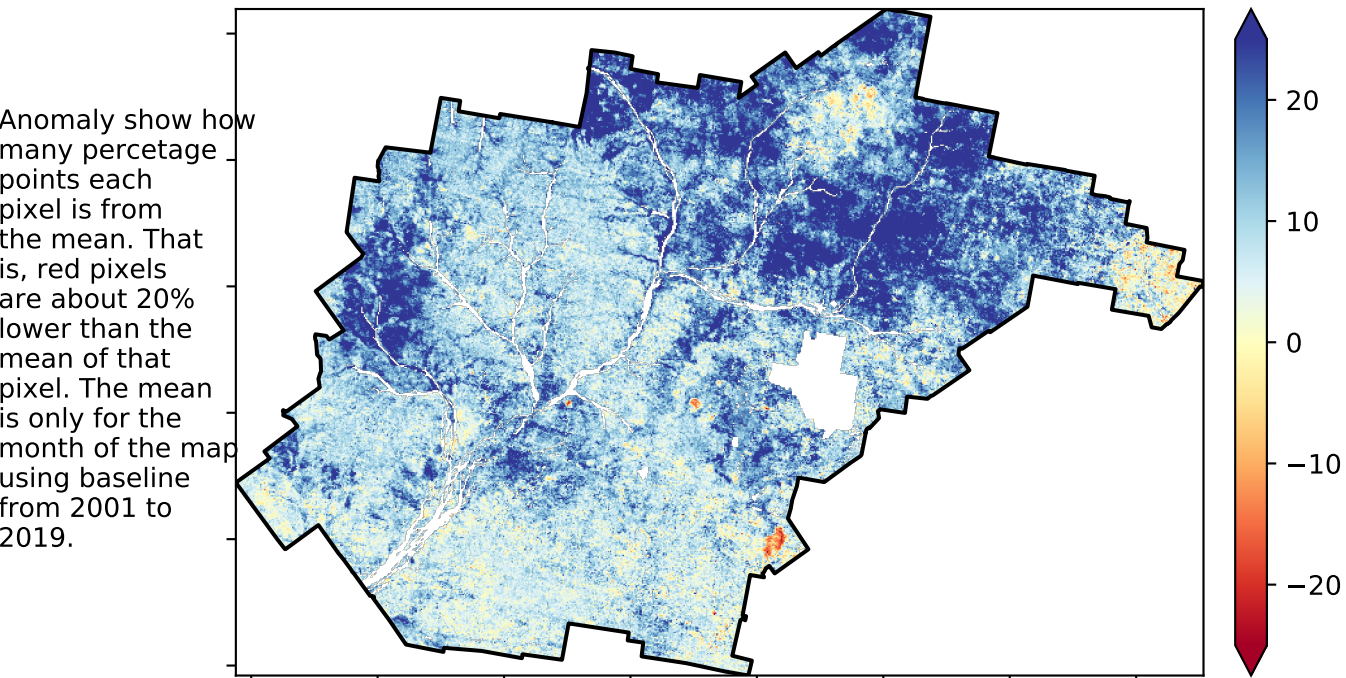 Anomaly show how
many percetage
points each
pixel is from
the mean. That
is, red pixels
are about 20%
lower than the
mean of that
pixel. The mean
is only for the
month of the map
using baseline
from 2001 to
2019.
20
10
0
−10
−20